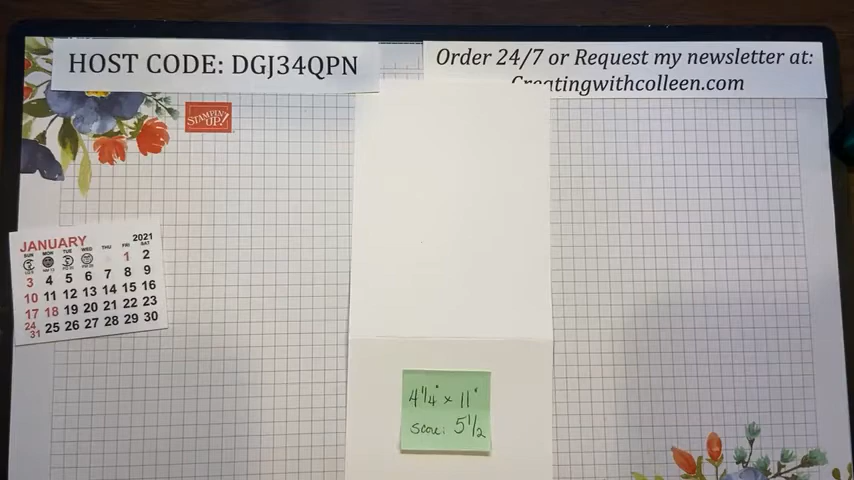 HOST CODE: DGJ34QPN
Order 24/7 or Request my newsletter at:
Creatingwithcolleen.com
STAMPIN' UP!
JANUARY 2021
SUN MON TUE WED THU FRI SAT
1 2
3 4 5 6 7 8 9
10 11 12 13 14 15 16
17 18 19 20 21 22 23
24 31 25 26 27 28 29 30
4 1/4" x 11"
score: 5 1/2